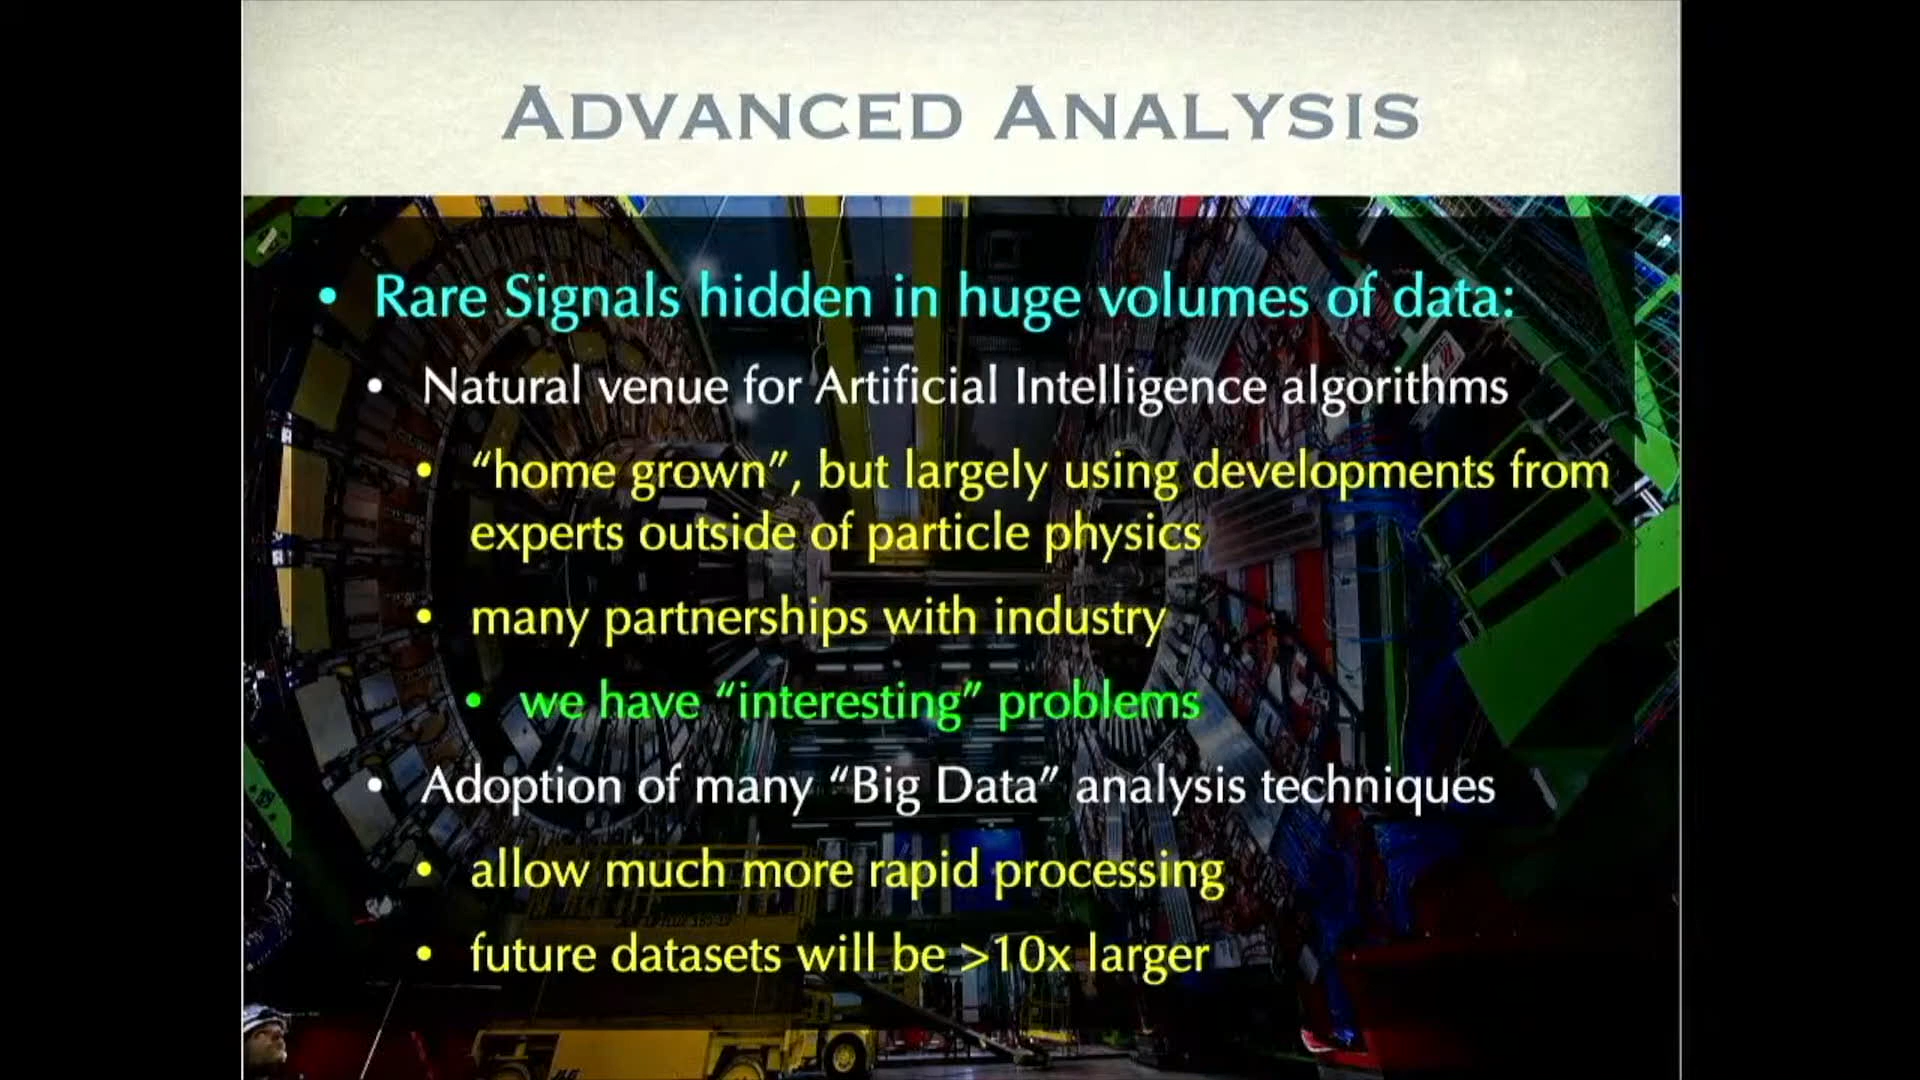 ADVANCED ANALYSIS
• Rare Signals hidden in huge volumes of data:
• Natural venue for Artificial Intelligence algorithms
• “home grown”, but largely using developments from
experts outside of particle physics
• many partnerships with industry
• we have “interesting” problems
• Adoption of many “Big Data” analysis techniques
• allow much more rapid processing
• future datasets will be >10x larger
JLG